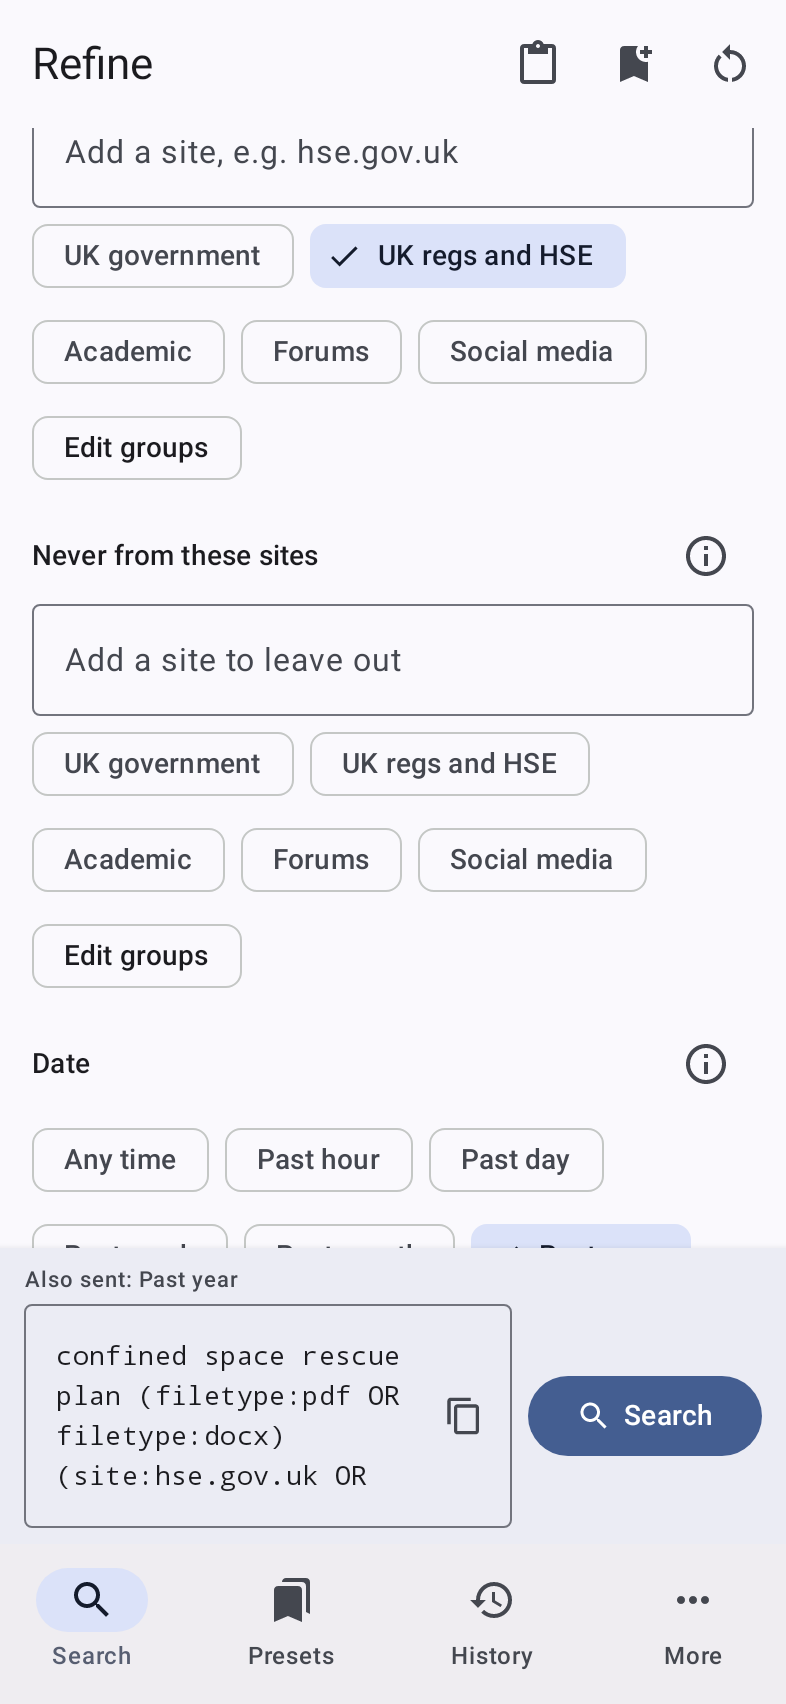 Refine
Add a site, e.g. hse.gov.uk
UK government
UK regs and HSE
Academic
Forums
Social media
Edit groups
Never from these sites
Add a site to leave out
UK government
UK regs and HSE
Academic
Forums
Social media
Edit groups
Date
Any time
Past hour
Past day
Also sent: Past year
confined space rescue
plan (filetype:pdf OR
filetype:docx)
(site:hse.gov.uk OR
Search
Search
Presets
History
More